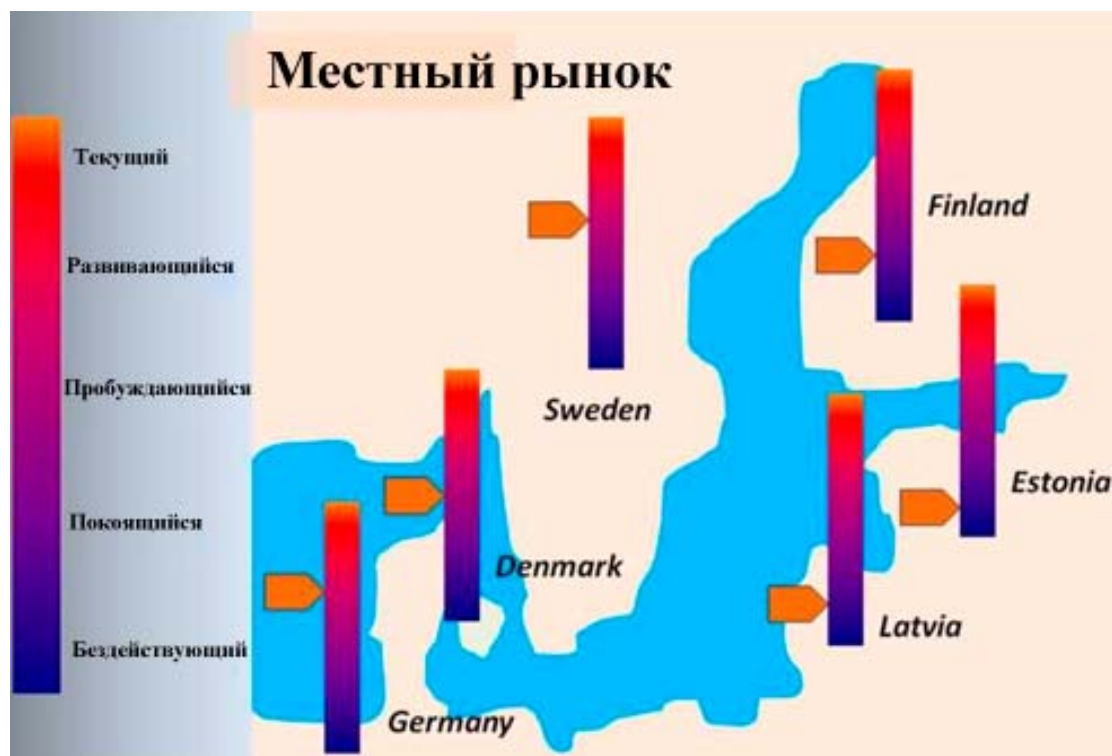 Местный рынок
Текущий
Развивающийся
Пробуждающийся
Покоящийся
Бездействующий
Finland
Sweden
Estonia
Denmark
Latvia
Germany